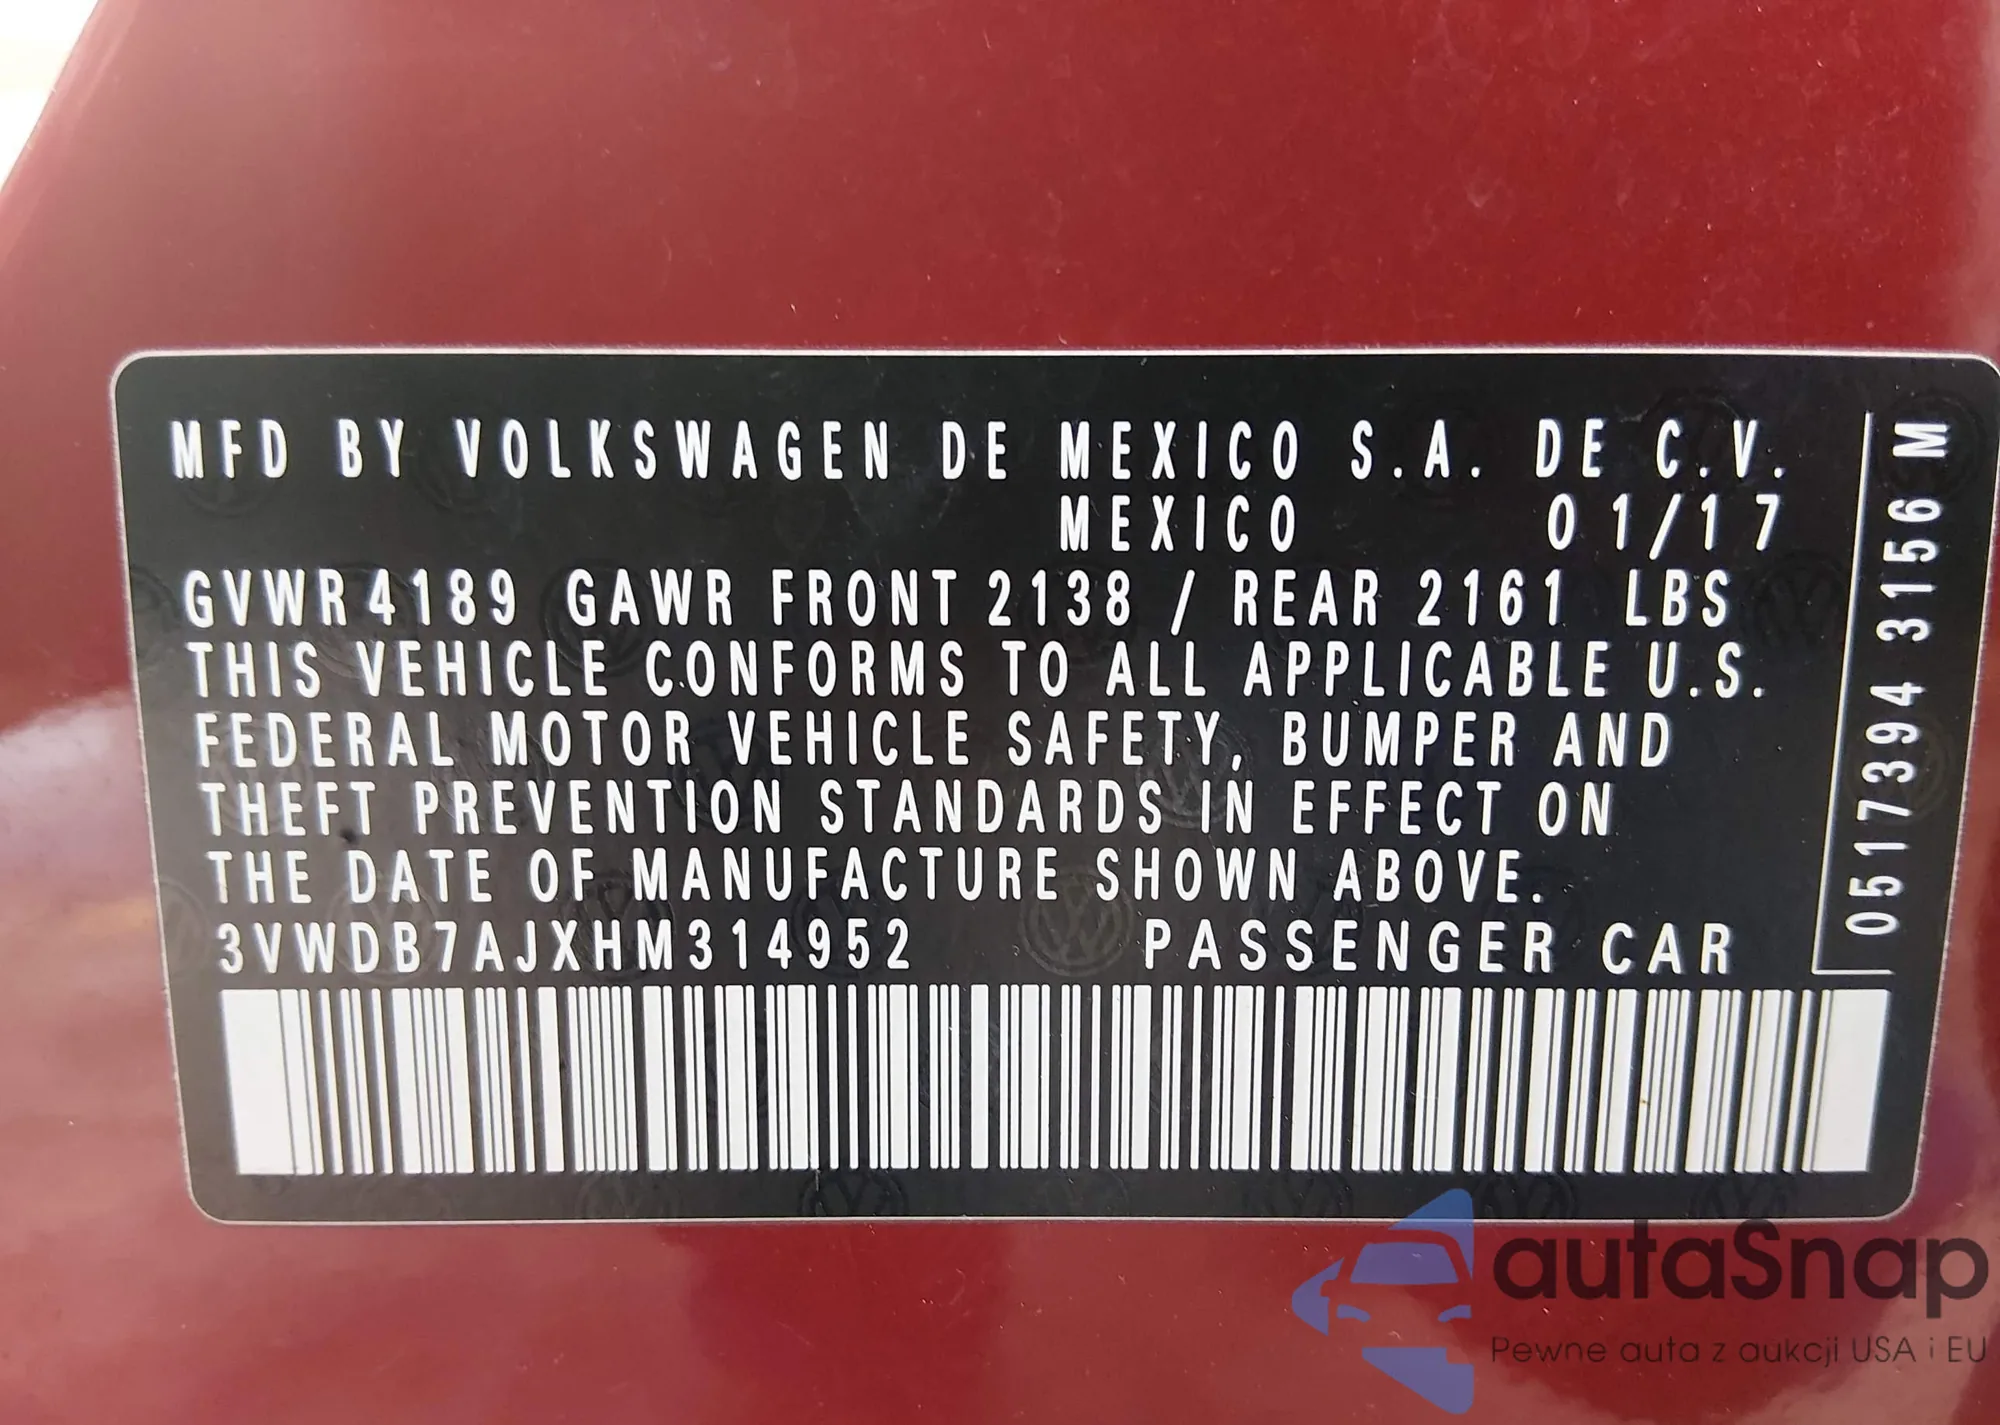 MFD BY VOLKSWAGEN DE MEXICO S.A. DE C.V.
MEXICO 01/17
GVWR 4189 GAWR FRONT 2138 / REAR 2161 LBS
THIS VEHICLE CONFORMS TO ALL APPLICABLE U.S.
FEDERAL MOTOR VEHICLE SAFETY, BUMPER AND
THEFT PREVENTION STANDARDS IN EFFECT ON
THE DATE OF MANUFACTURE SHOWN ABOVE.
3VWDB7AJXHM314952 PASSENGER CAR
0517394 3156 M
autaSnap
Pewne auta z aukcji USA i EU